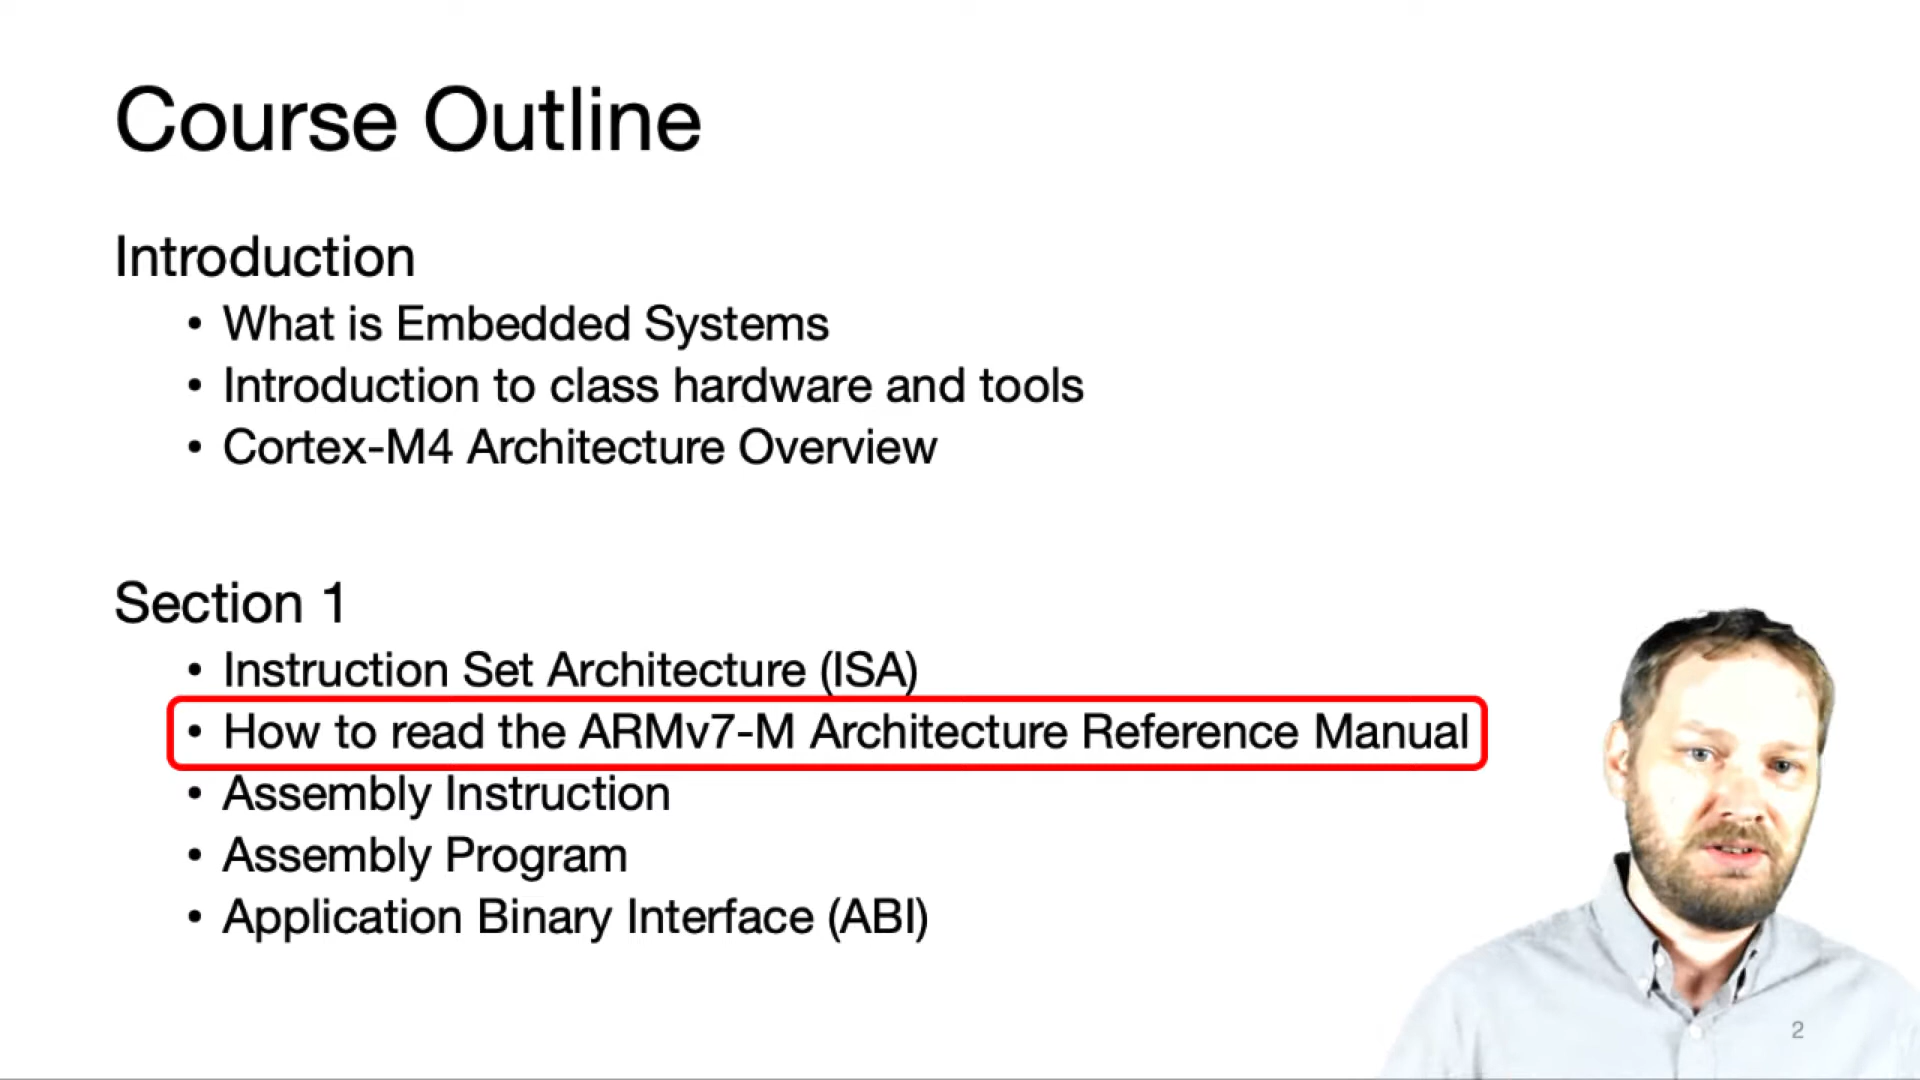 Course Outline
Introduction
• What is Embedded Systems
• Introduction to class hardware and tools
• Cortex-M4 Architecture Overview
Section 1
• Instruction Set Architecture (ISA)
• How to read the ARMv7-M Architecture Reference Manual
• Assembly Instruction
• Assembly Program
• Application Binary Interface (ABI)
2